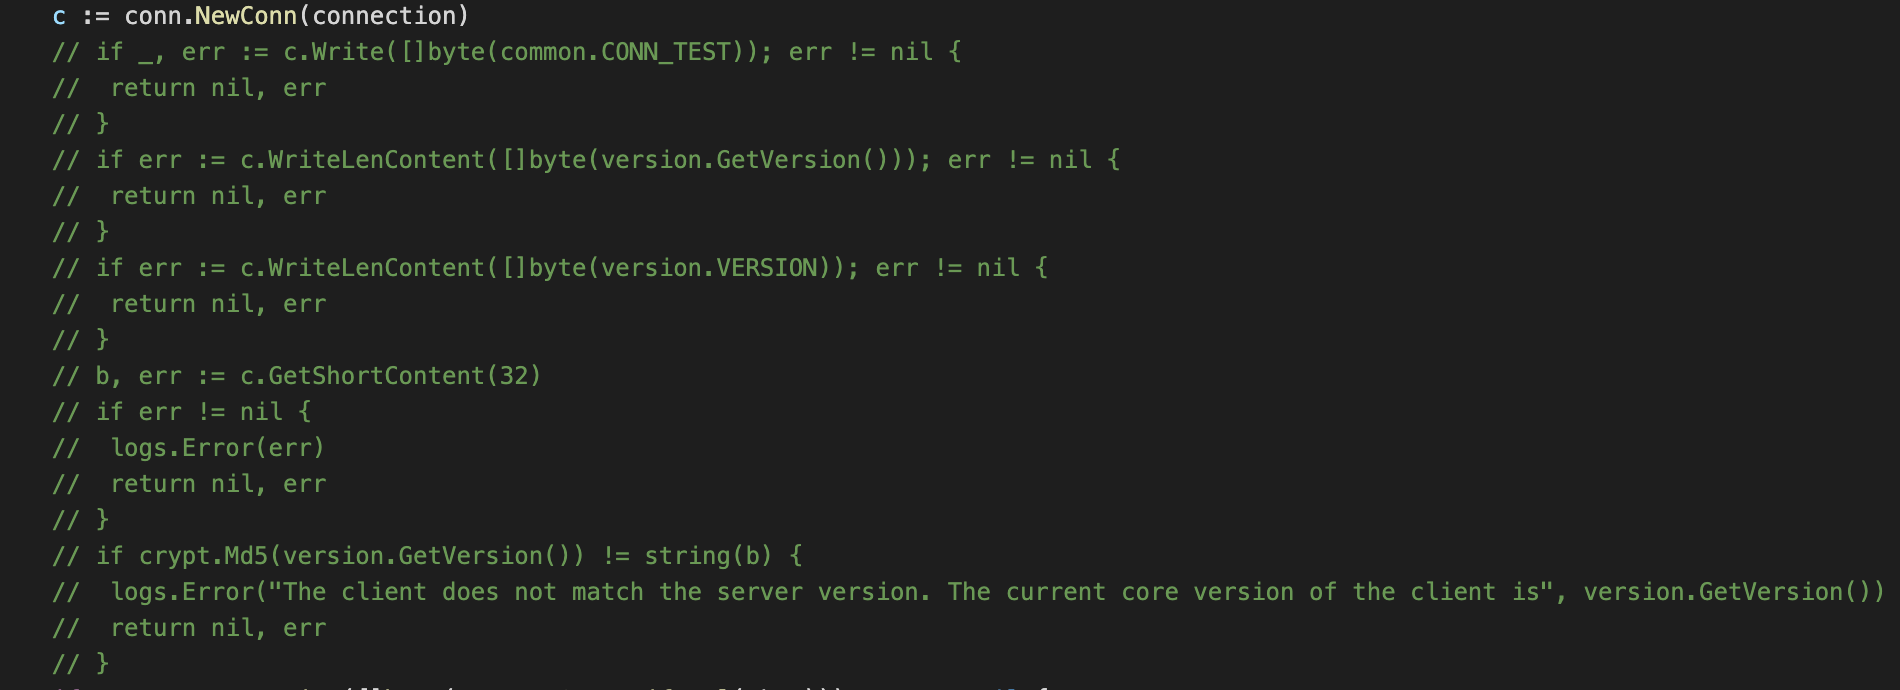 c := conn.NewConn(connection)
// if _, err := c.Write([]byte(common.CONN_TEST)); err != nil {
//  return nil, err
// }
// if err := c.WriteLenContent([]byte(version.GetVersion())); err != nil {
//  return nil, err
// }
// if err := c.WriteLenContent([]byte(version.VERSION)); err != nil {
//  return nil, err
// }
// b, err := c.GetShortContent(32)
// if err != nil {
//  logs.Error(err)
//  return nil, err
// }
// if crypt.Md5(version.GetVersion()) != string(b) {
//  logs.Error("The client does not match the server version. The current core version of the client is", version.GetVersion())
//  return nil, err
// }